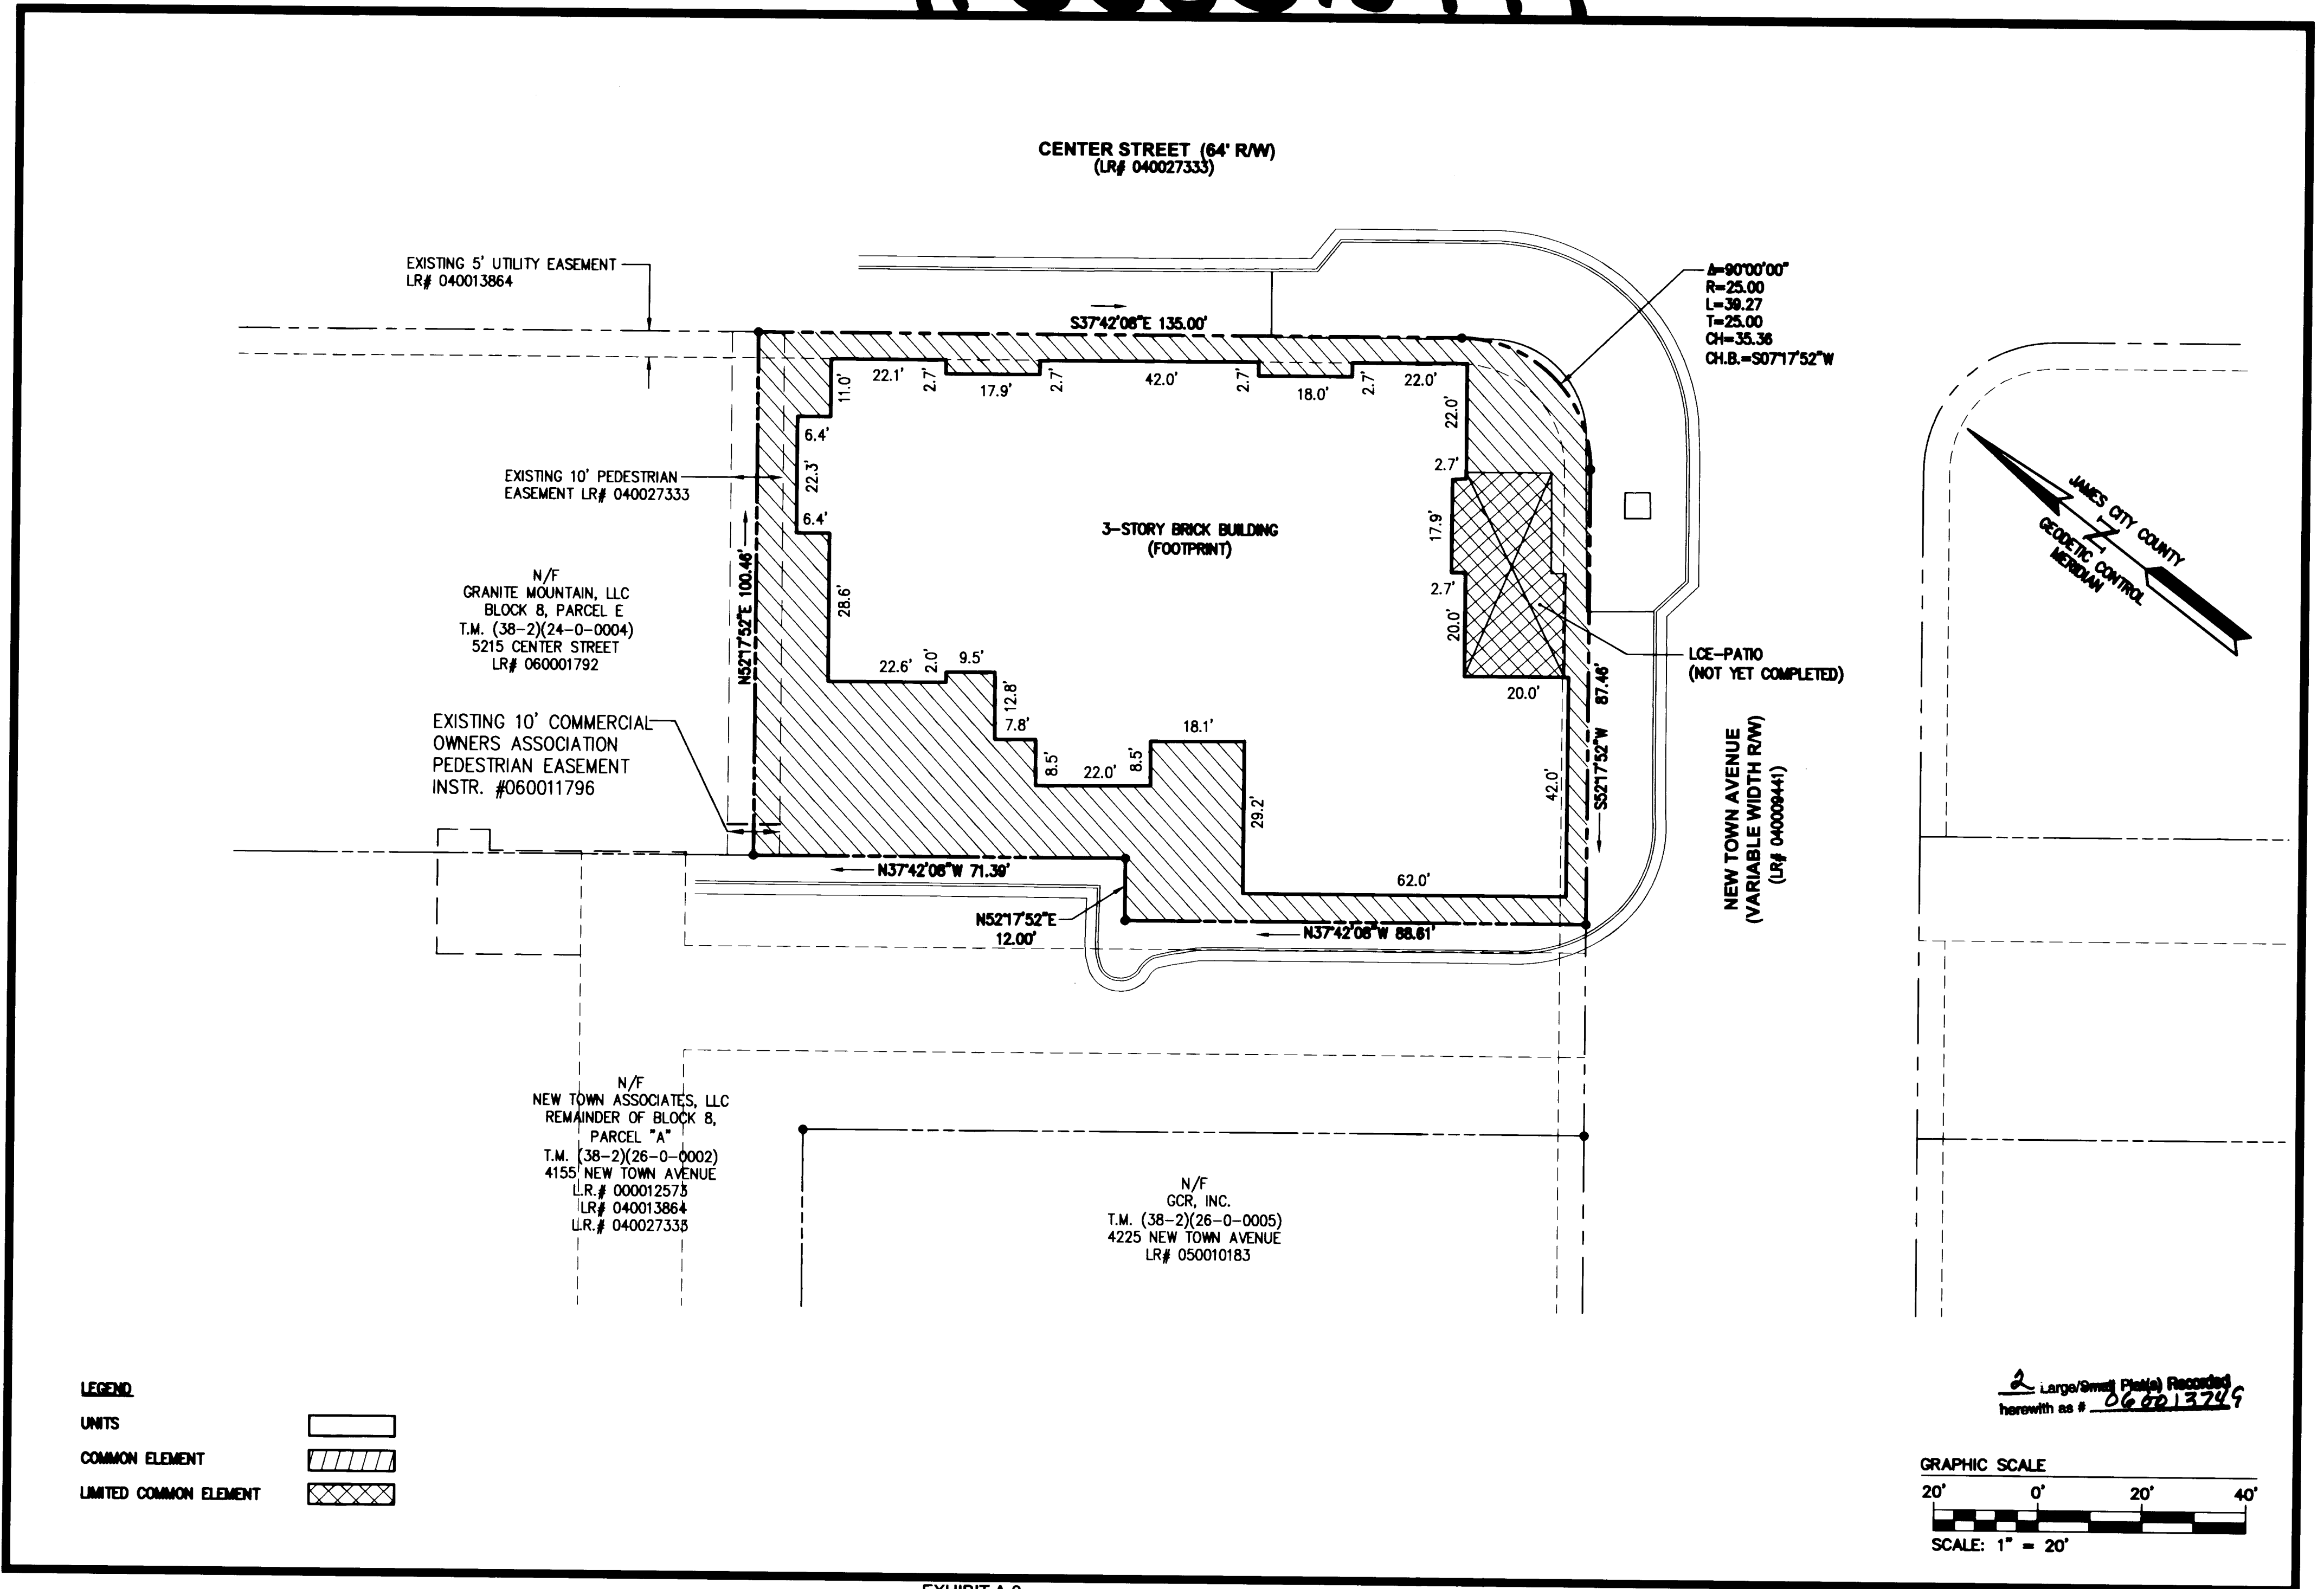 CENTER STREET (64' R/W)
(LR# 040027333)
EXISTING 5' UTILITY EASEMENT
LR# 040013864
Δ=90°00'00"
R=25.00
L=39.27
T=25.00
CH=35.36
CH.B.=S07°17'52"W
S37°42'08"E 135.00'
11.0'
22.1'
2.7'
17.9'
2.7'
42.0'
2.7'
18.0'
2.7'
22.0'
22.0'
6.4'
22.3'
6.4'
28.6'
2.7'
17.9'
2.7'
20.0'
EXISTING 10' PEDESTRIAN
EASEMENT LR# 040027333
3-STORY BRICK BUILDING
(FOOTPRINT)
JAMES CITY COUNTY
N
GEODETIC CONTROL
MERIDIAN
N/F
GRANITE MOUNTAIN, LLC
BLOCK 8, PARCEL E
T.M. (38-2)(24-0-0004)
5215 CENTER STREET
LR# 060001792
N52°17'52"E 100.46'
LCE-PATIO
(NOT YET COMPLETED)
22.6'
2.0'
9.5'
12.8'
7.8'
8.5'
22.0'
8.5'
18.1'
29.2'
20.0'
42.0'
62.0'
S52°17'52"W 87.46'
EXISTING 10' COMMERCIAL
OWNERS ASSOCIATION
PEDESTRIAN EASEMENT
INSTR. #060011796
NEW TOWN AVENUE
(VARIABLE WIDTH R/W)
(LR# 040009441)
N37°42'08"W 71.39'
N52°17'52"E
12.00'
N37°42'08"W 88.61'
N/F
NEW TOWN ASSOCIATES, LLC
REMAINDER OF BLOCK 8,
PARCEL "A"
T.M. (38-2)(26-0-0002)
4155 NEW TOWN AVENUE
L.R.# 000012573
LR# 040013864
L.R.# 040027333
N/F
GCR, INC.
T.M. (38-2)(26-0-0005)
4225 NEW TOWN AVENUE
LR# 050010183
LEGEND
UNITS
COMMON ELEMENT
LIMITED COMMON ELEMENT
2 Large/Small Plat(s) Recorded
herewith as # 060013749
GRAPHIC SCALE
20' 0' 20' 40'
SCALE: 1" = 20'